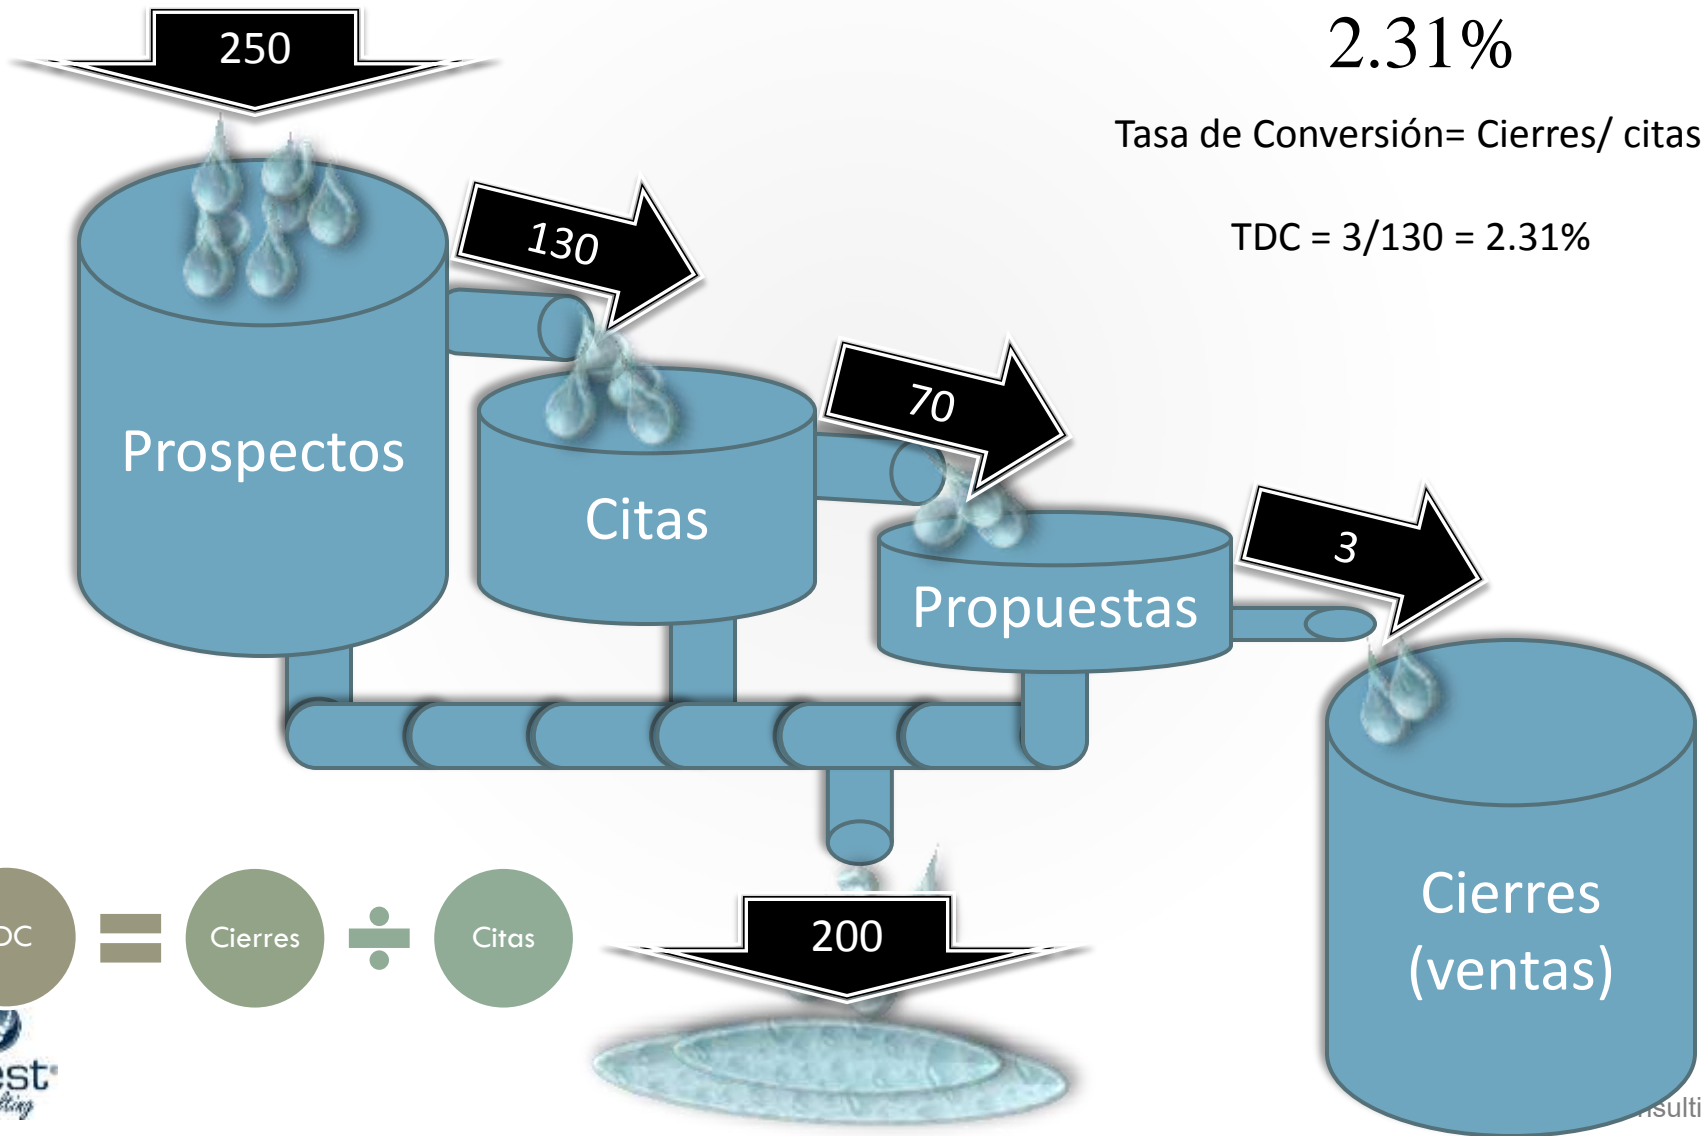 250
2.31%
Tasa de Conversión= Cierres/ citas
TDC = 3/130 = 2.31%
130
70
3
Prospectos
Citas
Propuestas
Cierres
(ventas)
Cierres
Citas
200